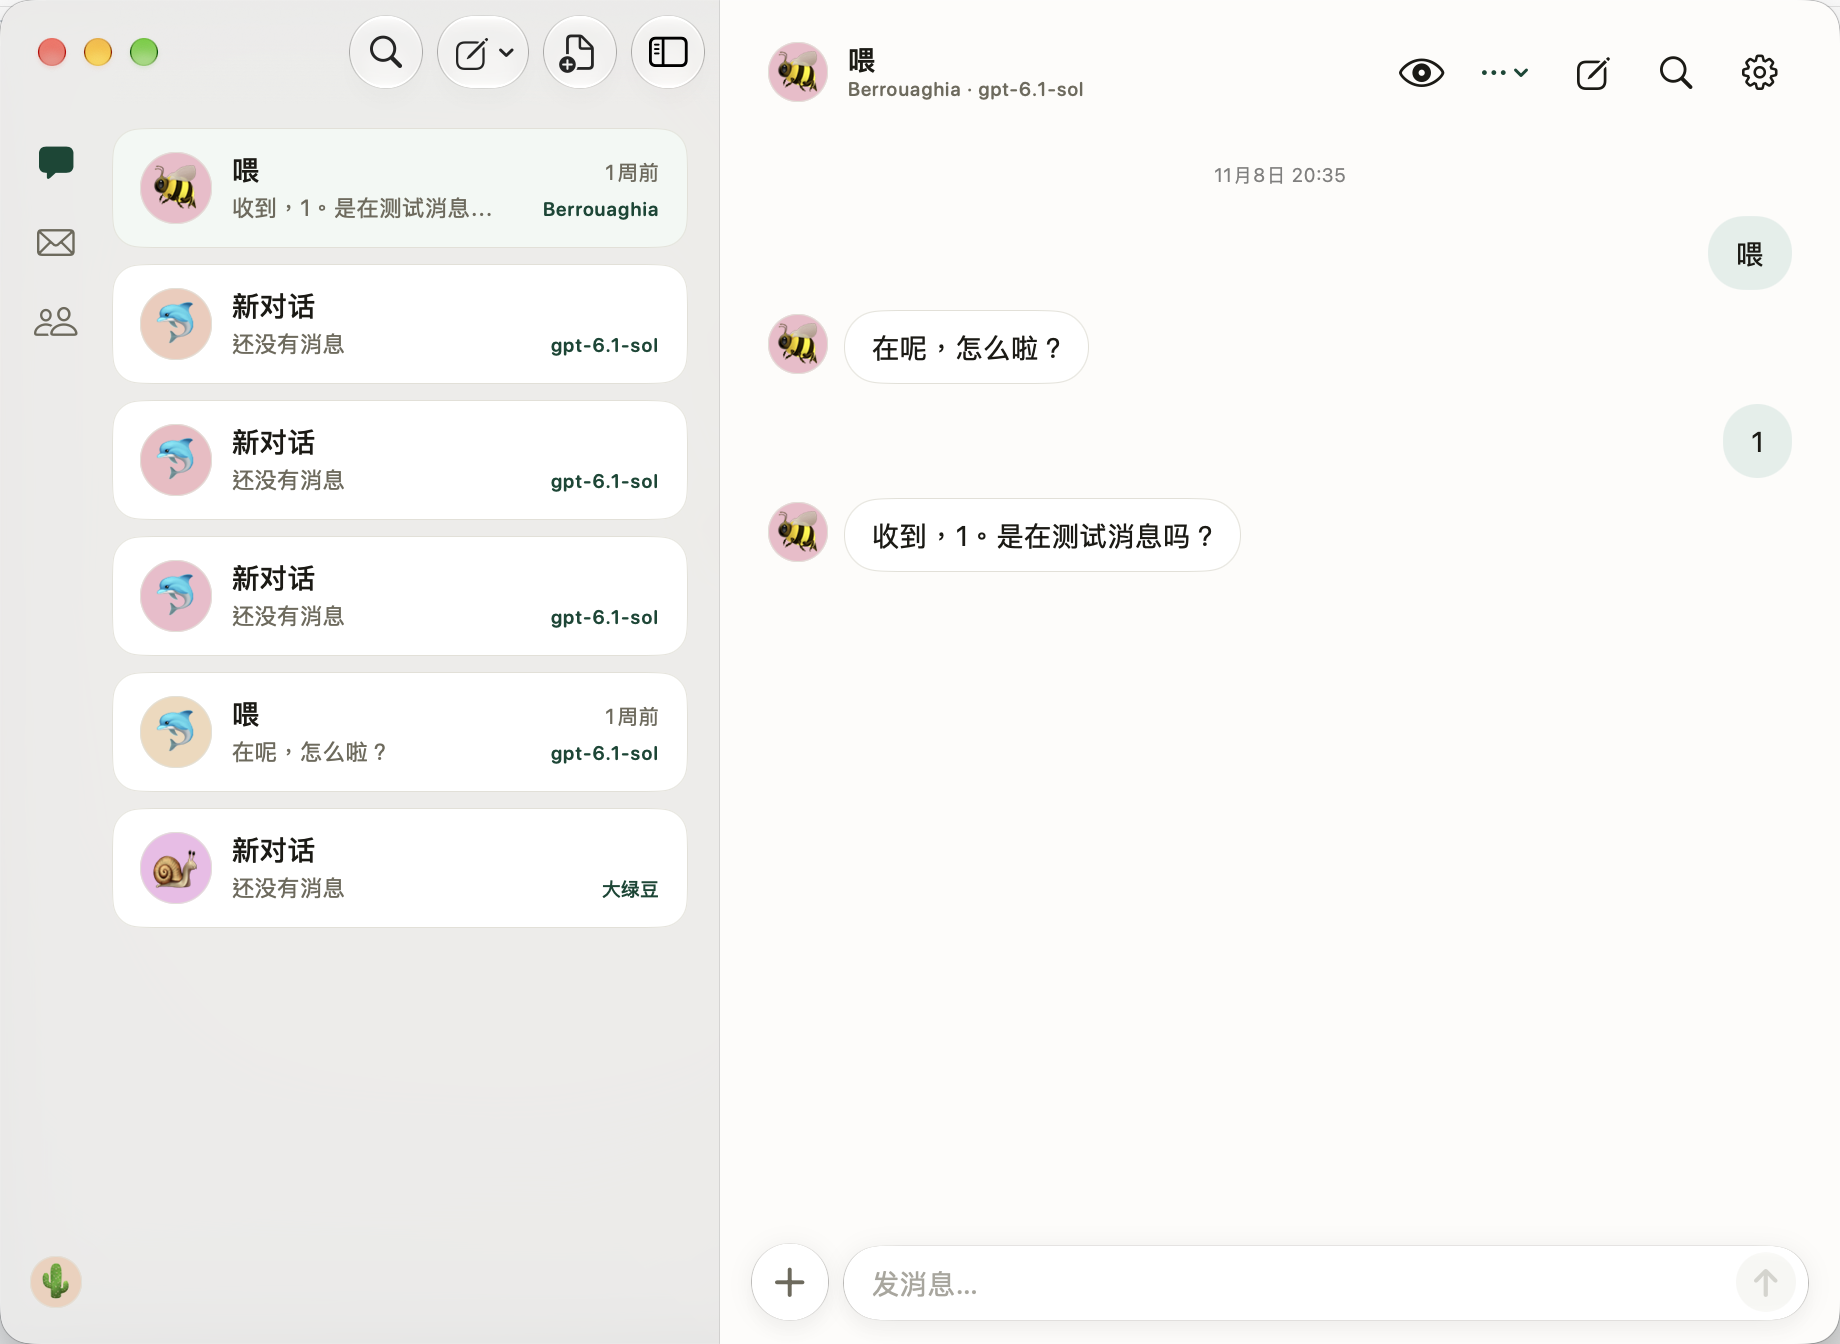 喂
1周前
收到，1。是在测试消息...
Berrouaghia
新对话
还没有消息
gpt-6.1-sol
新对话
还没有消息
gpt-6.1-sol
新对话
还没有消息
gpt-6.1-sol
喂
1周前
在呢，怎么啦？
gpt-6.1-sol
新对话
还没有消息
大绿豆
喂
Berrouaghia · gpt-6.1-sol
11月8日 20:35
喂
在呢，怎么啦？
1
收到，1。是在测试消息吗？
发消息...